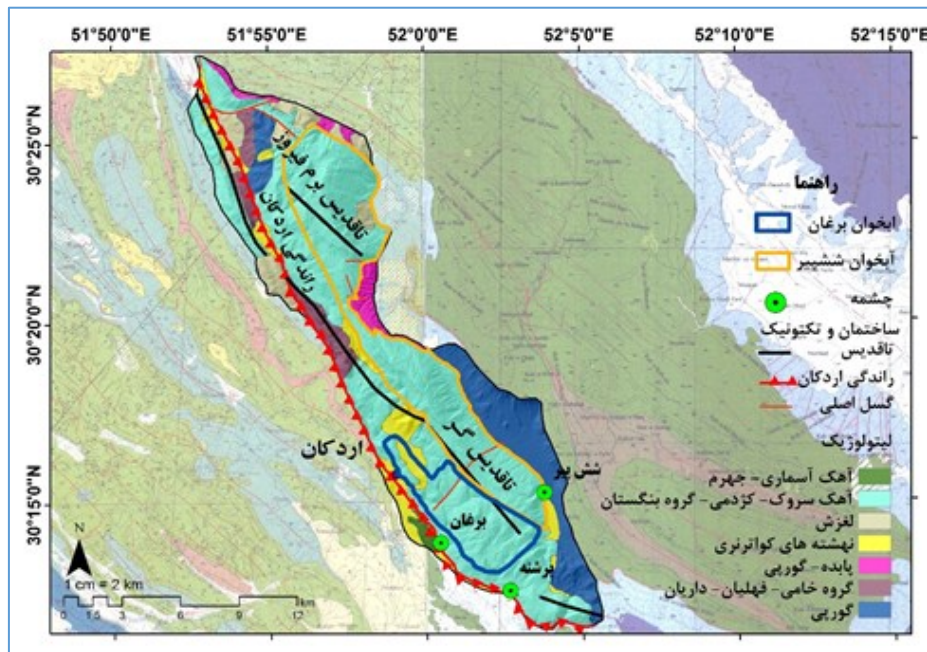 51°50'0"E 51°55'0"E 52°0'0"E 52°5'0"E 52°10'0"E 52°15'0"E
30°25'0"N
30°20'0"N
30°15'0"N
تاقدیس برم فیروز
راندگی اردکان
اردکان
تاقدیس گر
شش پیر
برغان
برشنه
N
1 cm = 2 km
0 1.5 3 6 9 12
km
راهنما
ابخوان برغان
آبخوان ششپیر
چشمه
ساختمان و تکتونیک
تاقدیس
راندگی اردکان
گسل اصلی
لیتولوژیک
آهک آسماری- جهرم
آهک سروک- کژدمی- گروه بنگستان
لغزش
نهشته های کواترنری
پابده-گورپی
گروه خامی- فهلیان- داریان
گورپی